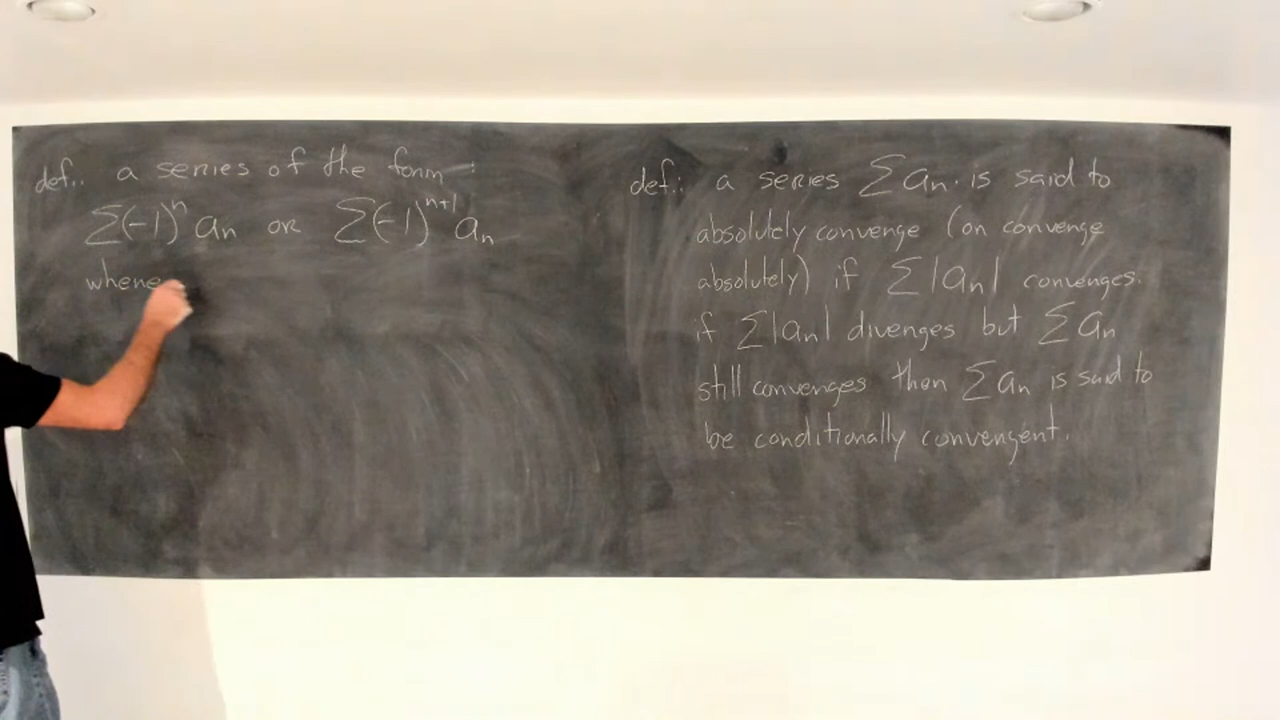 def.: a series of the form:
∑(-1)ⁿ aₙ or ∑(-1)ⁿ⁺¹ aₙ
where
def.: a series ∑aₙ is said to
absolutely converge (or converge
absolutely) if ∑|aₙ| converges.
if ∑|aₙ| diverges but ∑aₙ
still converges then ∑aₙ is said to
be conditionally convergent.